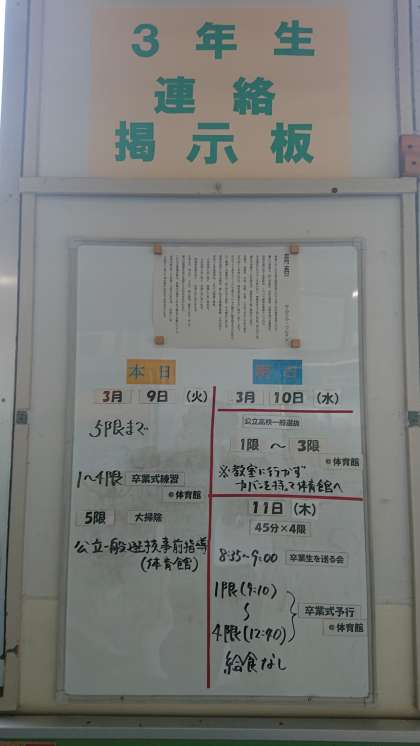 3年生
連絡
掲示板
青春
本日
3月 9日 (火)
5限まで
1〜4限 卒業式練習
@体育館
5限 大掃除
公立一般選抜事前指導
(体育館)
明日
3月 10日 (水)
公立高校一般選抜
1限 〜 3限
@体育館
※教室に行かず
カバンを持って体育館へ
11日 (木)
45分×4限
8:35〜9:00 卒業生を送る会
1限(9:10)
〜
4限(12:40)
卒業式予行
@体育館
給食なし